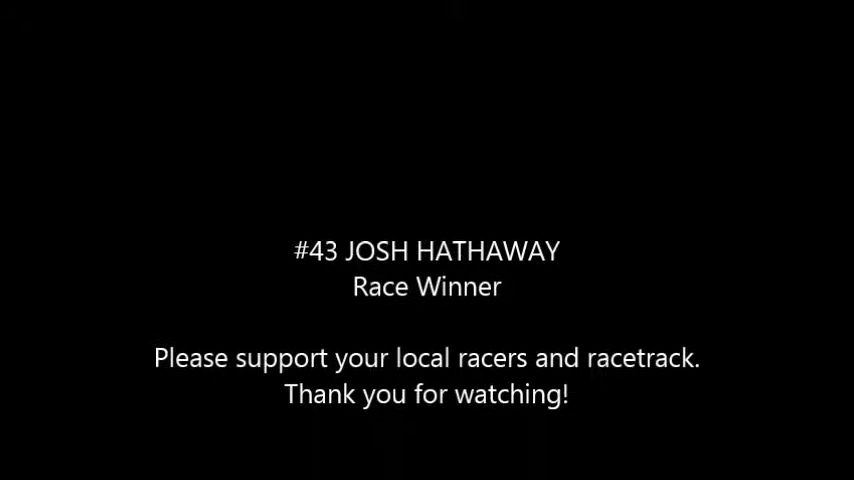 #43 JOSH HATHAWAY
Race Winner
Please support your local racers and racetrack.
Thank you for watching!